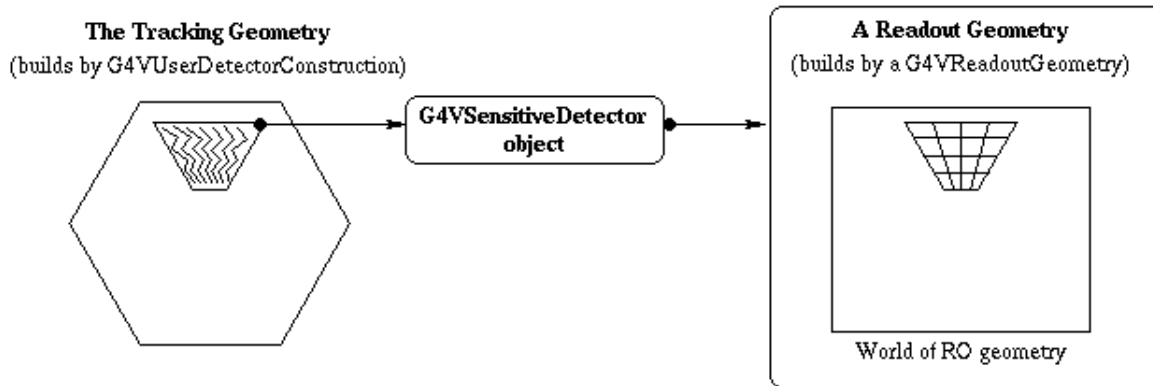 The Tracking Geometry
(builds by G4VUserDetectorConstruction)
G4VSensitiveDetector
object
A Readout Geometry
(builds by a G4VReadoutGeometry)
World of RO geometry